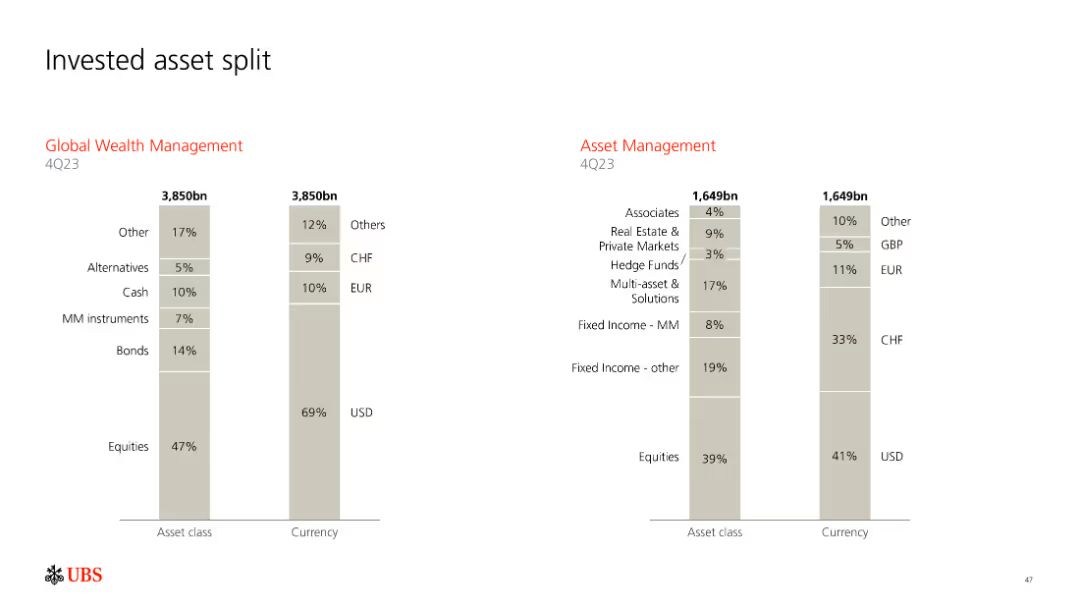 Invested asset split
Global Wealth Management
4Q23
3,850bn
3,850bn
Other
17%
Alternatives
5%
Cash
10%
MM instruments
7%
Bonds
14%
Equities
47%
12%
Others
9%
CHF
10%
EUR
69%
USD
Asset class
Currency
Asset Management
4Q23
1,649bn
1,649bn
Associates
4%
Real Estate &
Private Markets
9%
Hedge Funds
3%
Multi-asset &
Solutions
17%
Fixed Income - MM
8%
Fixed Income - other
19%
Equities
39%
10%
Other
5%
GBP
11%
EUR
33%
CHF
41%
USD
Asset class
Currency
UBS
47